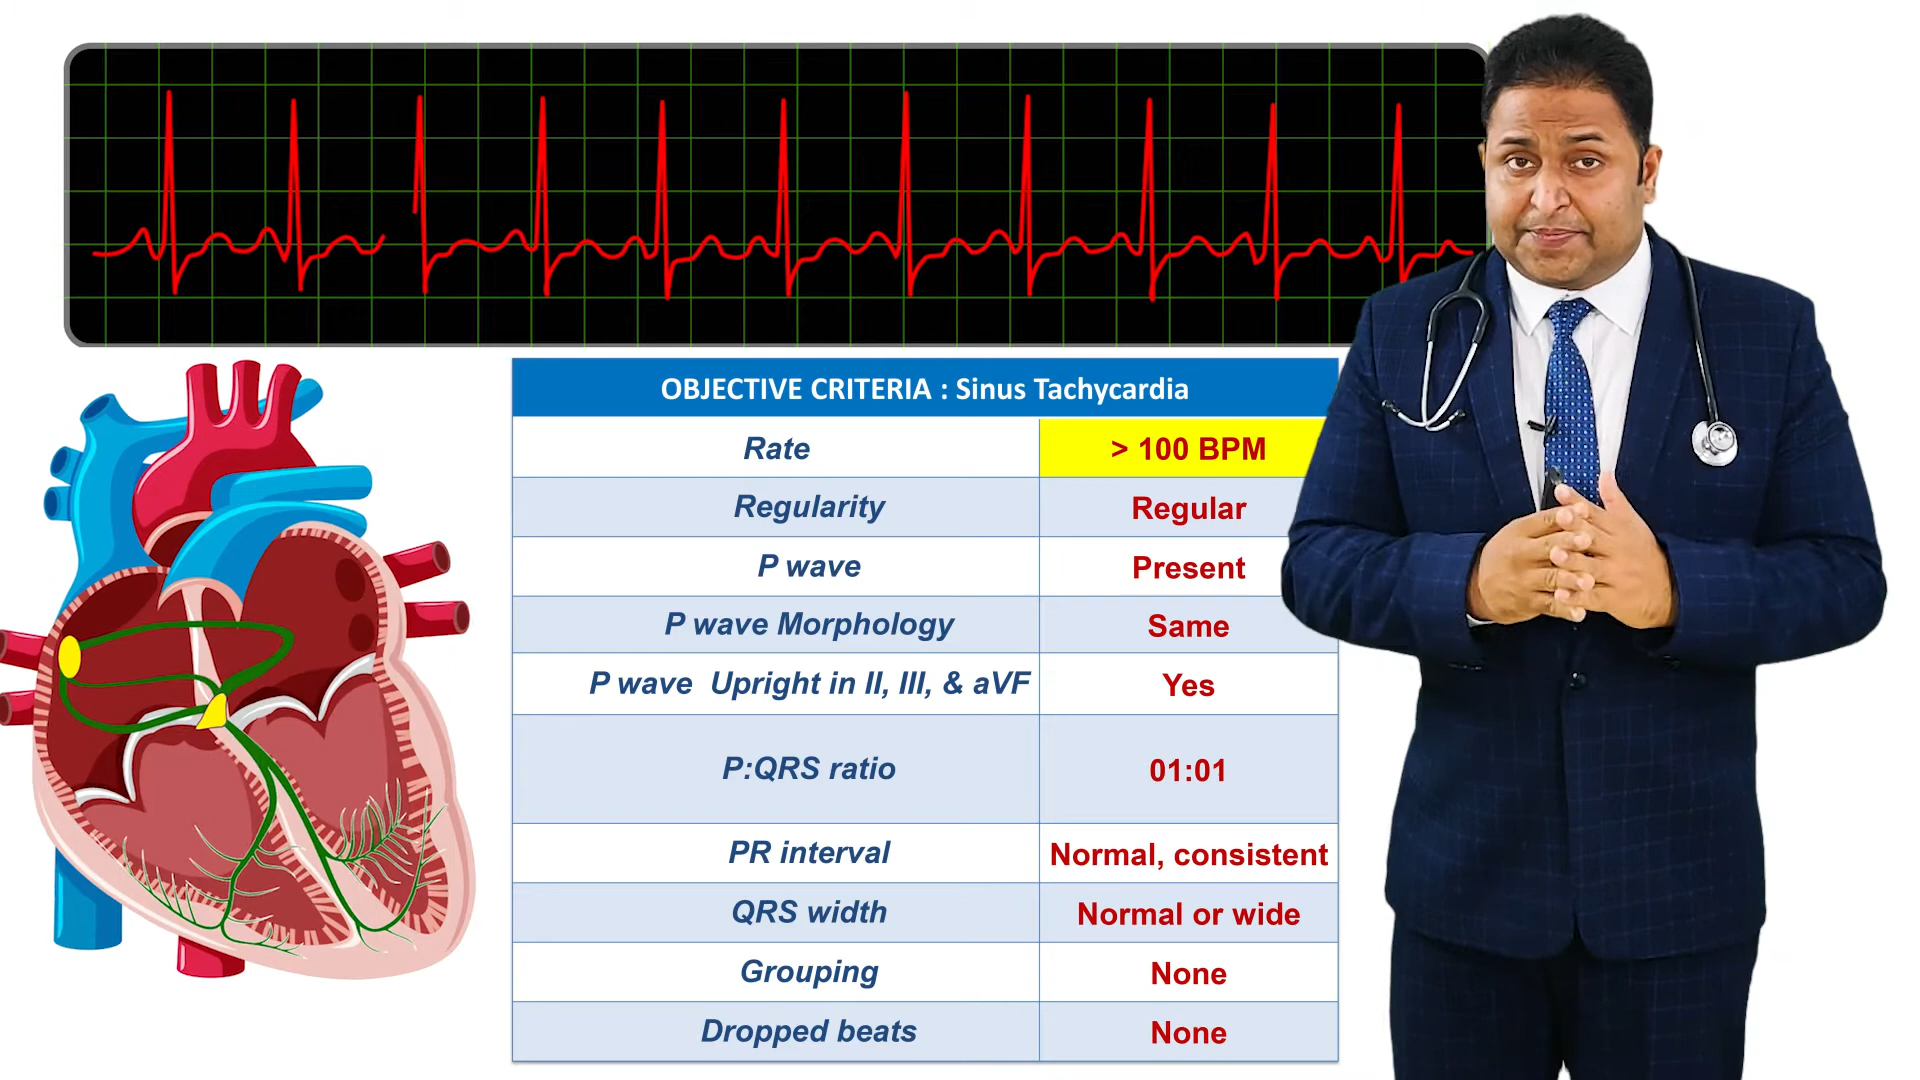 OBJECTIVE CRITERIA : Sinus Tachycardia
Rate > 100 BPM
Regularity Regular
P wave Present
P wave Morphology Same
P wave Upright in II, III, & aVF Yes
P:QRS ratio 01:01
PR interval Normal, consistent
QRS width Normal or wide
Grouping None
Dropped beats None